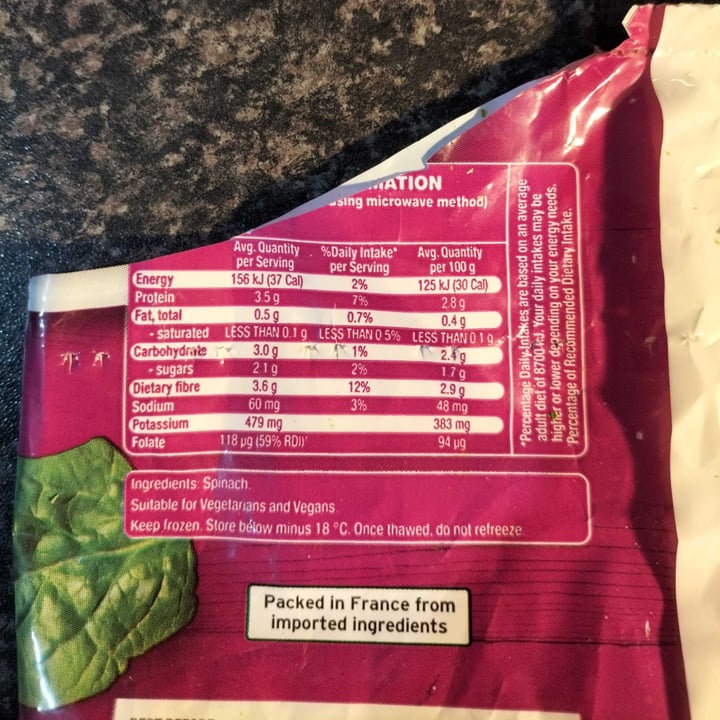 MATION
using microwave method)
Avg. Quantity per Serving %Daily Intake* per Serving Avg. Quantity per 100 g
Energy 156 kJ (37 Cal) 2% 125 kJ (30 Cal)
Protein 3.5 g 7% 2.8 g
Fat, total 0.5 g 0.7% 0.4 g
- saturated LESS THAN 0.1 g LESS THAN 0.5% LESS THAN 0.1 g
Carbohydrate 3.0 g 1% 2.4 g
- sugars 2.1 g 2% 1.7 g
Dietary fibre 3.6 g 12% 2.9 g
Sodium 60 mg 3% 48 mg
Potassium 479 mg 383 mg
Folate 118 µg (59% RDI)† 94 µg
*Percentage Daily Intakes are based on an average
adult diet of 8700 kJ. Your daily intakes may be
higher or lower depending on your energy needs.
†Percentage of Recommended Dietary Intake.
Ingredients: Spinach.
Suitable for Vegetarians and Vegans
Keep frozen. Store below minus 18 °C. Once thawed, do not refreeze.
Packed in France from
imported ingredients